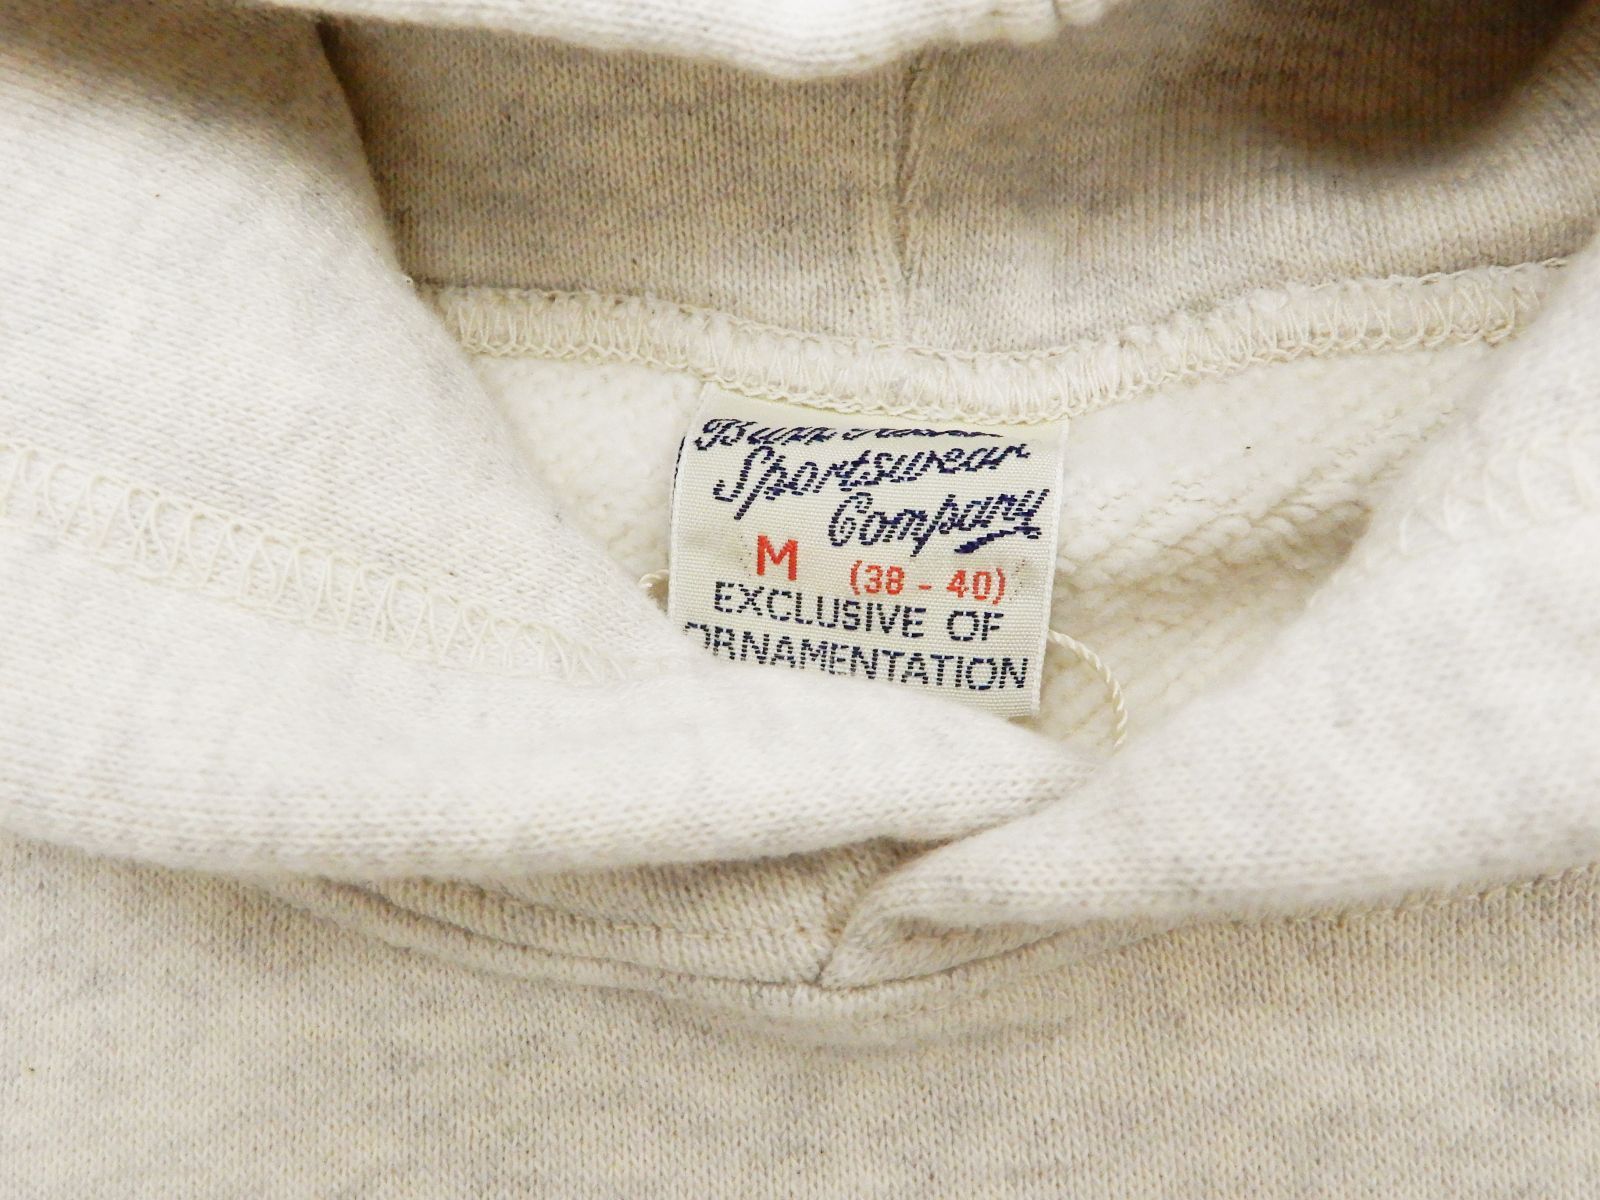 Sportswear
Company
M (38 - 40)
EXCLUSIVE OF
ORNAMENTATION